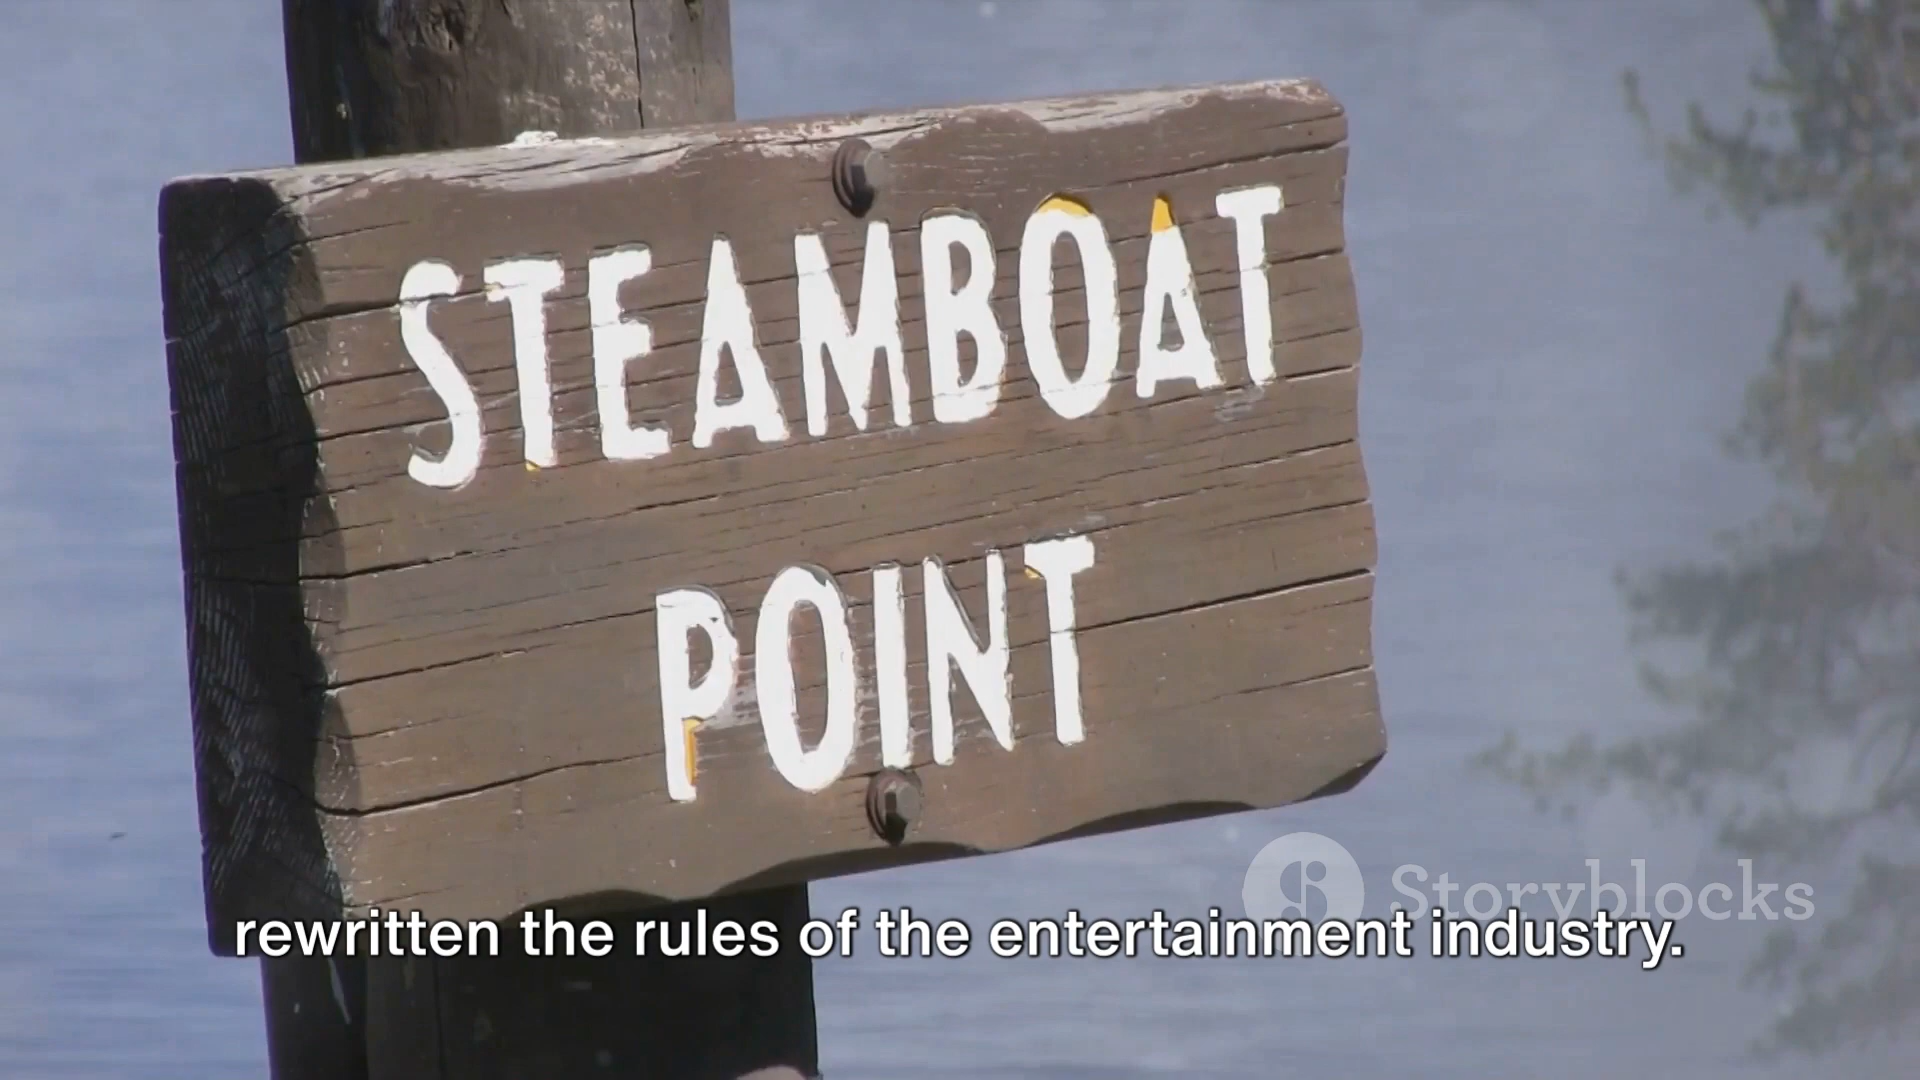 STEAMBOAT
POINT
Storyblocks
rewritten the rules of the entertainment industry.